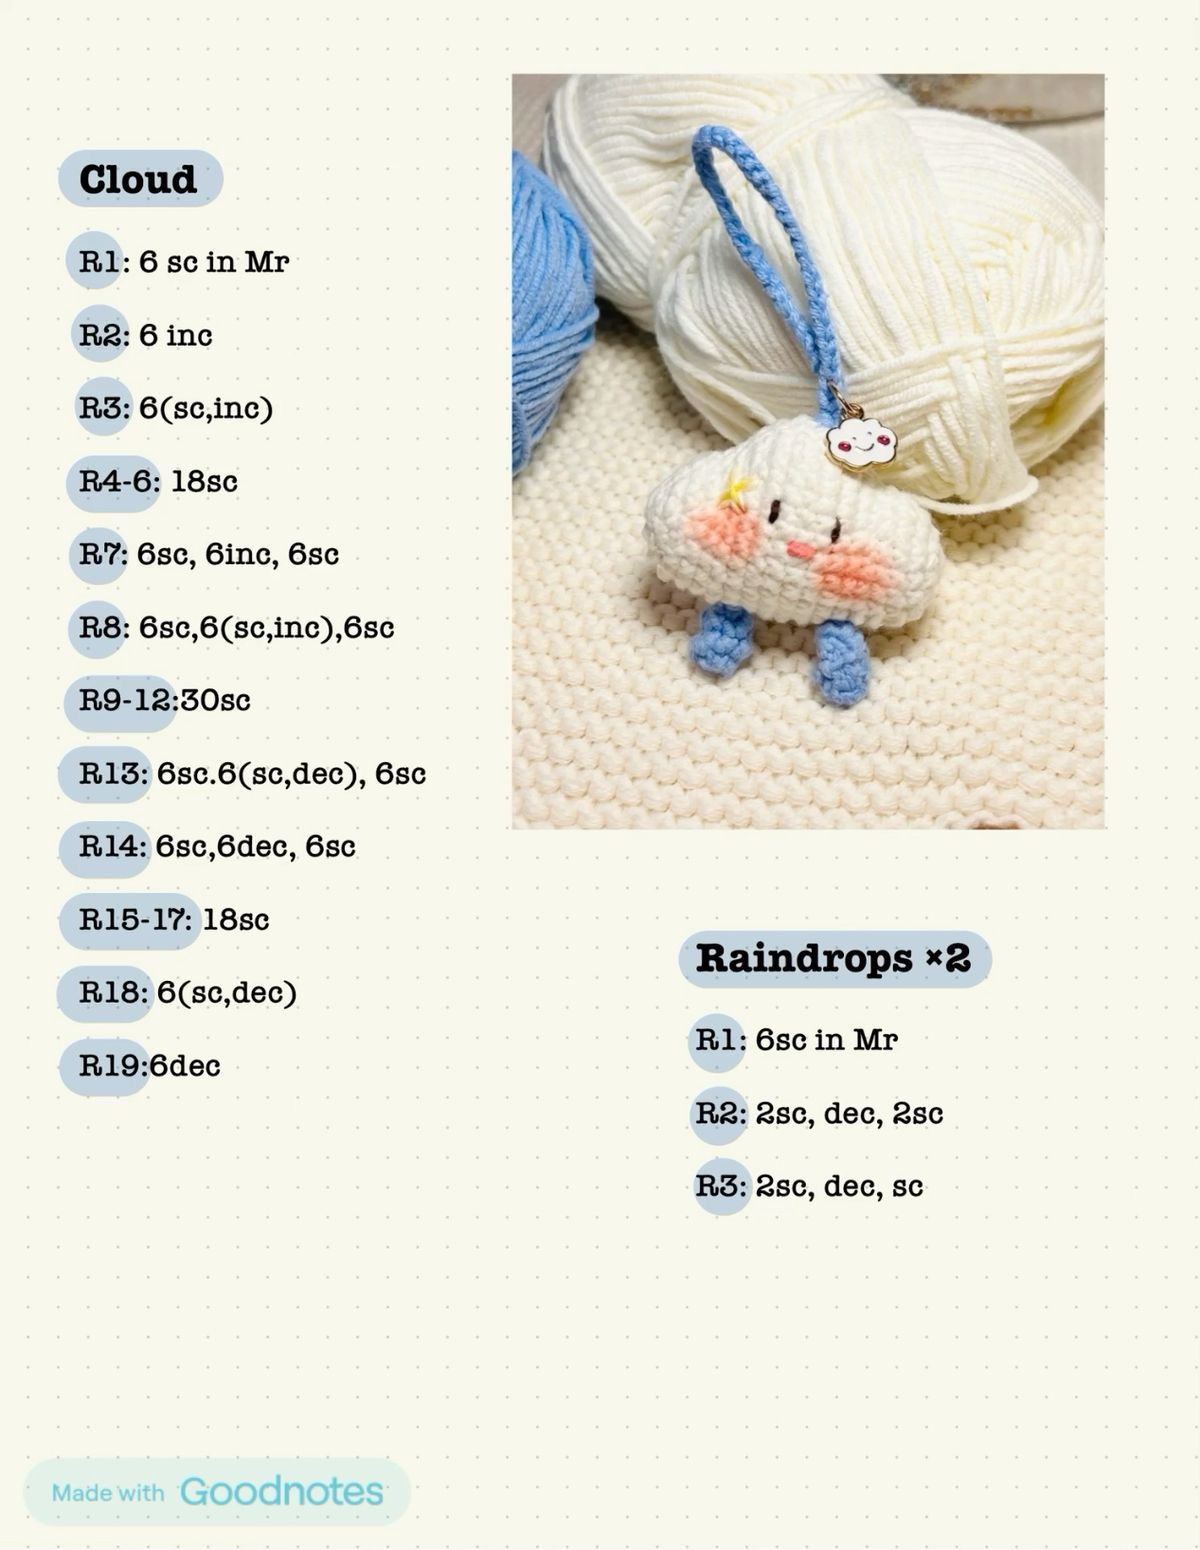 Cloud
R1: 6 sc in Mr
R2: 6 inc
R3: 6(sc,inc)
R4-6: 18sc
R7: 6sc, 6inc, 6sc
R8: 6sc,6(sc,inc),6sc
R9-12:30sc
R13: 6sc.6(sc,dec), 6sc
R14: 6sc,6dec, 6sc
R15-17: 18sc
R18: 6(sc,dec)
R19:6dec
Raindrops ×2
R1: 6sc in Mr
R2: 2sc, dec, 2sc
R3: 2sc, dec, sc
Made with Goodnotes